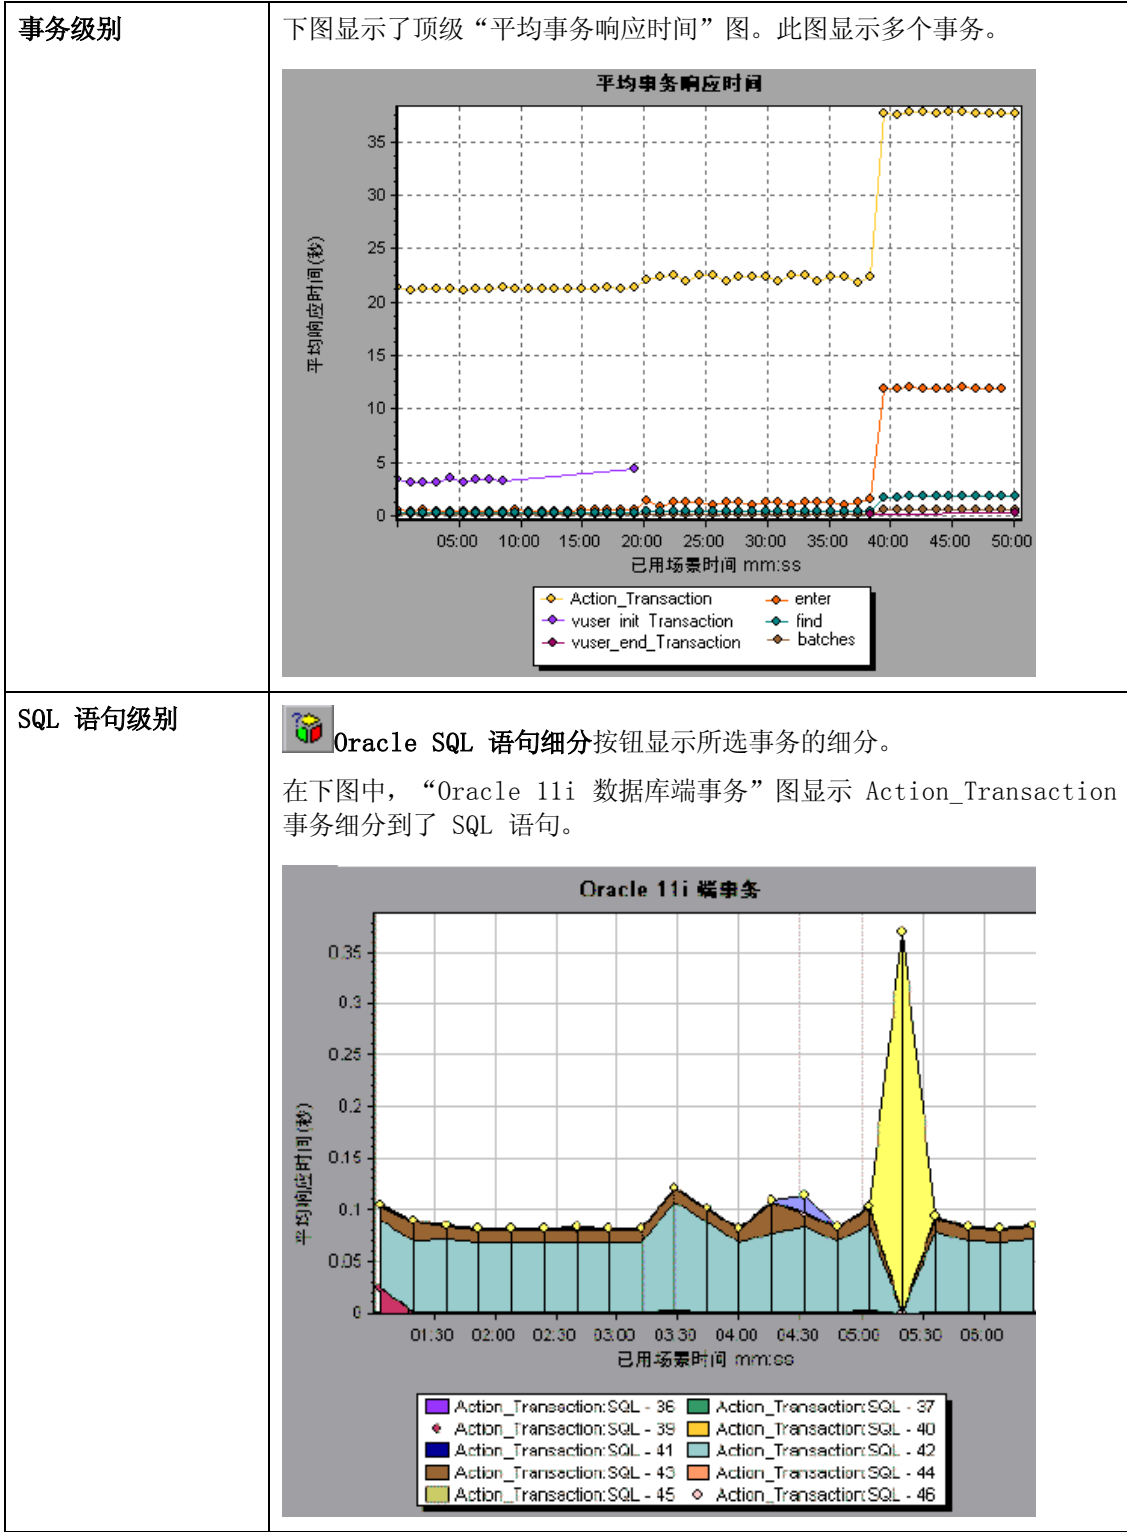 事务级别
下图显示了顶级“平均事务响应时间”图。此图显示多个事务。
平均事务响应时间
平均响应时间(秒)
35
30
25
20
15
10
5
0
05:00 10:00 15:00 20:00 25:00 30:00 35:00 40:00 45:00 50:00
已用场景时间 mm:ss
Action_Transaction enter
vuser_init_Transaction find
vuser_end_Transaction batches
SQL 语句级别
Oracle SQL 语句细分按钮显示所选事务的细分。
在下图中，“Oracle 11i 数据库端事务”图显示 Action_Transaction
事务细分到了 SQL 语句。
Oracle 11i 端事务
平均响应时间(秒)
0.35
0.3
0.25
0.2
0.15
0.1
0.05
0
01:30 02:00 02:30 03:00 03:30 04:00 04:30 05:00 05:30 06:00
已用场景时间 mm:ss
Action_Transaction:SQL - 36 Action_Transaction:SQL - 37
Action_Transaction:SQL - 39 Action_Transaction:SQL - 40
Action_Transaction:SQL - 41 Action_Transaction:SQL - 42
Action_Transaction:SQL - 43 Action_Transaction:SQL - 44
Action_Transaction:SQL - 45 Action_Transaction:SQL - 46